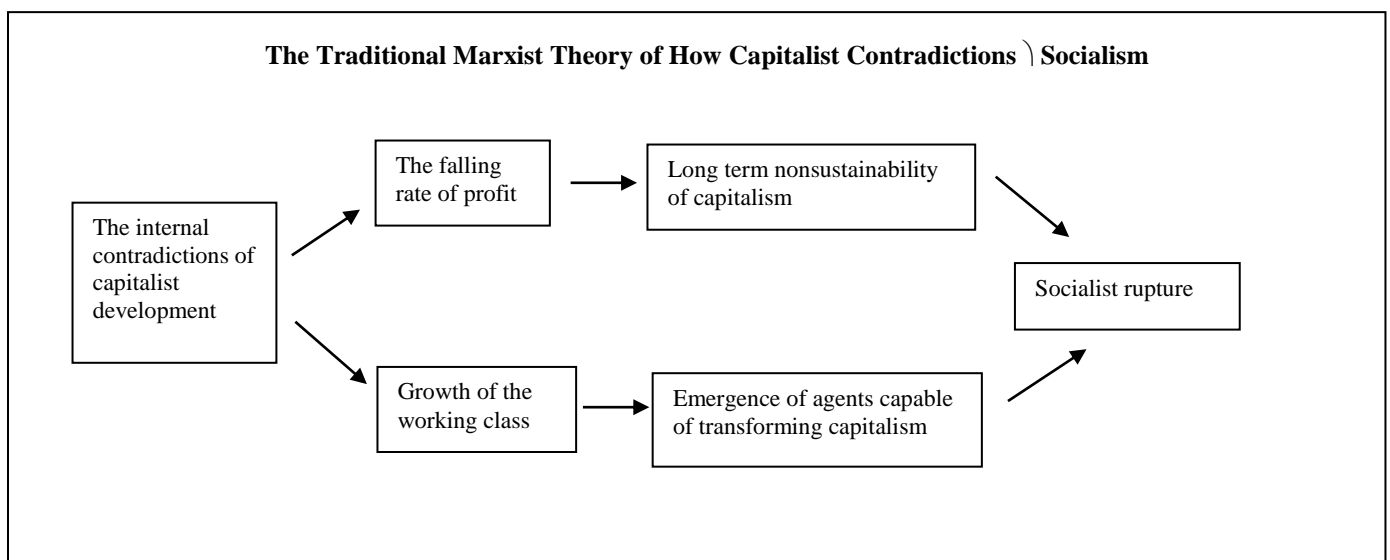 The Traditional Marxist Theory of How Capitalist Contradictions ⎞ Socialism
The internal
contradictions of
capitalist
development
The falling
rate of profit
Long term nonsustainability
of capitalism
Growth of the
working class
Emergence of agents capable
of transforming capitalism
Socialist rupture